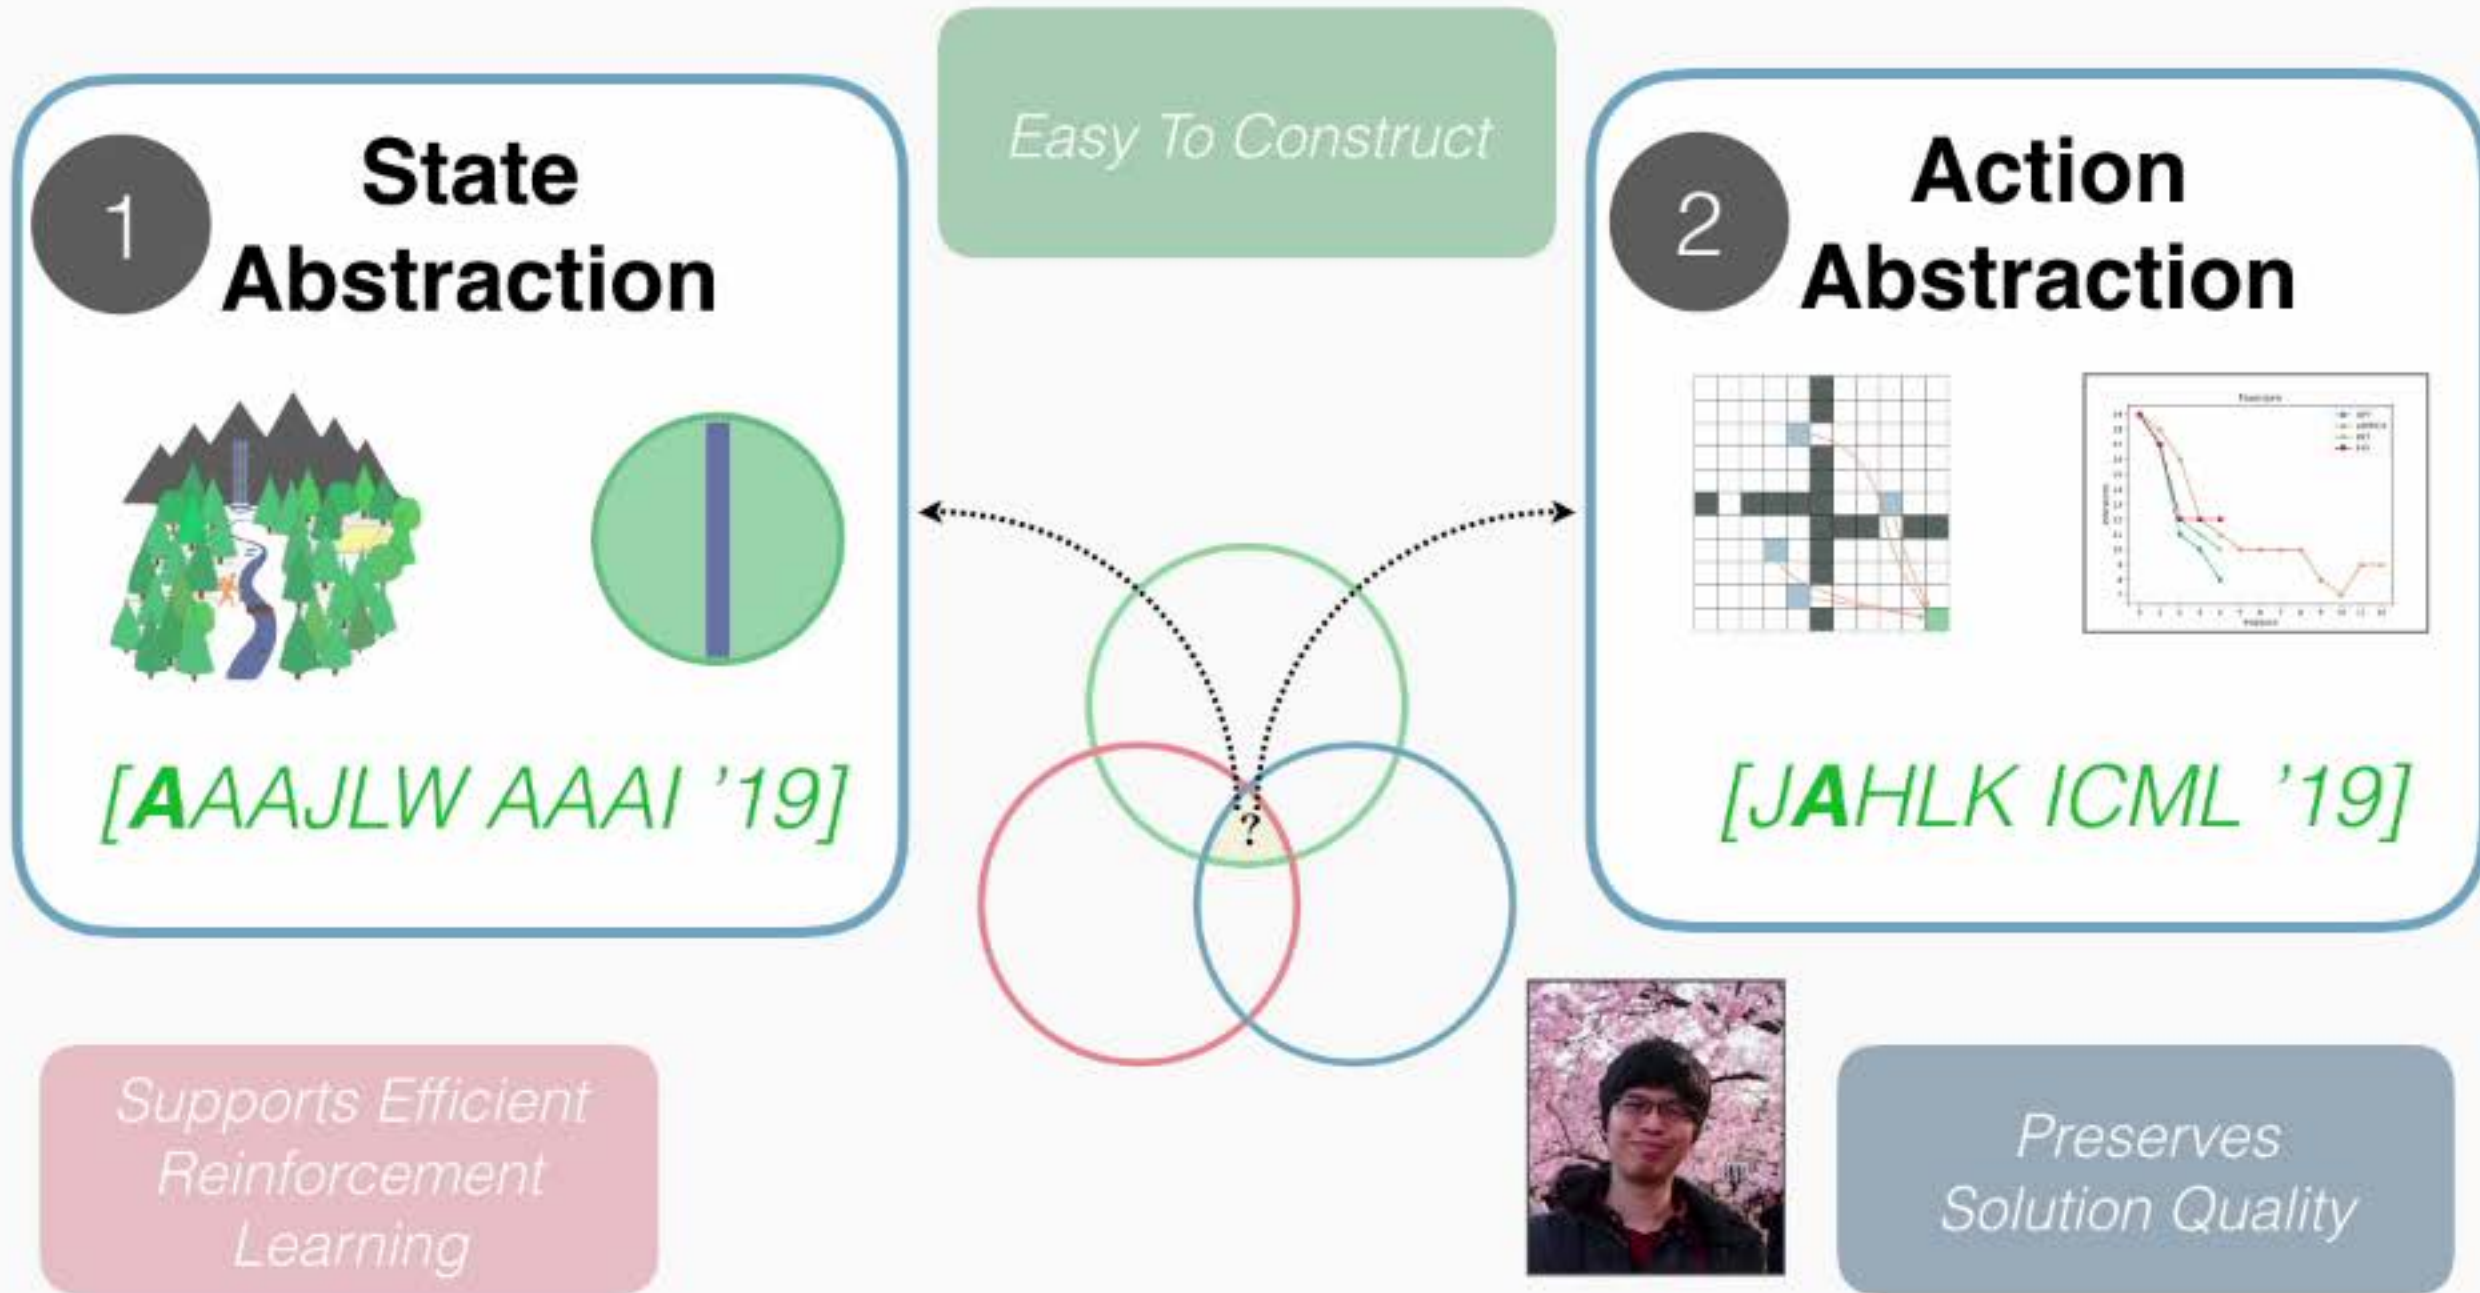 Easy To Construct
1
State
Abstraction
[AAAAJLW AAAI '19]
2
Action
Abstraction
[JAHLK ICML '19]
?
Supports Efficient
Reinforcement
Learning
Preserves
Solution Quality